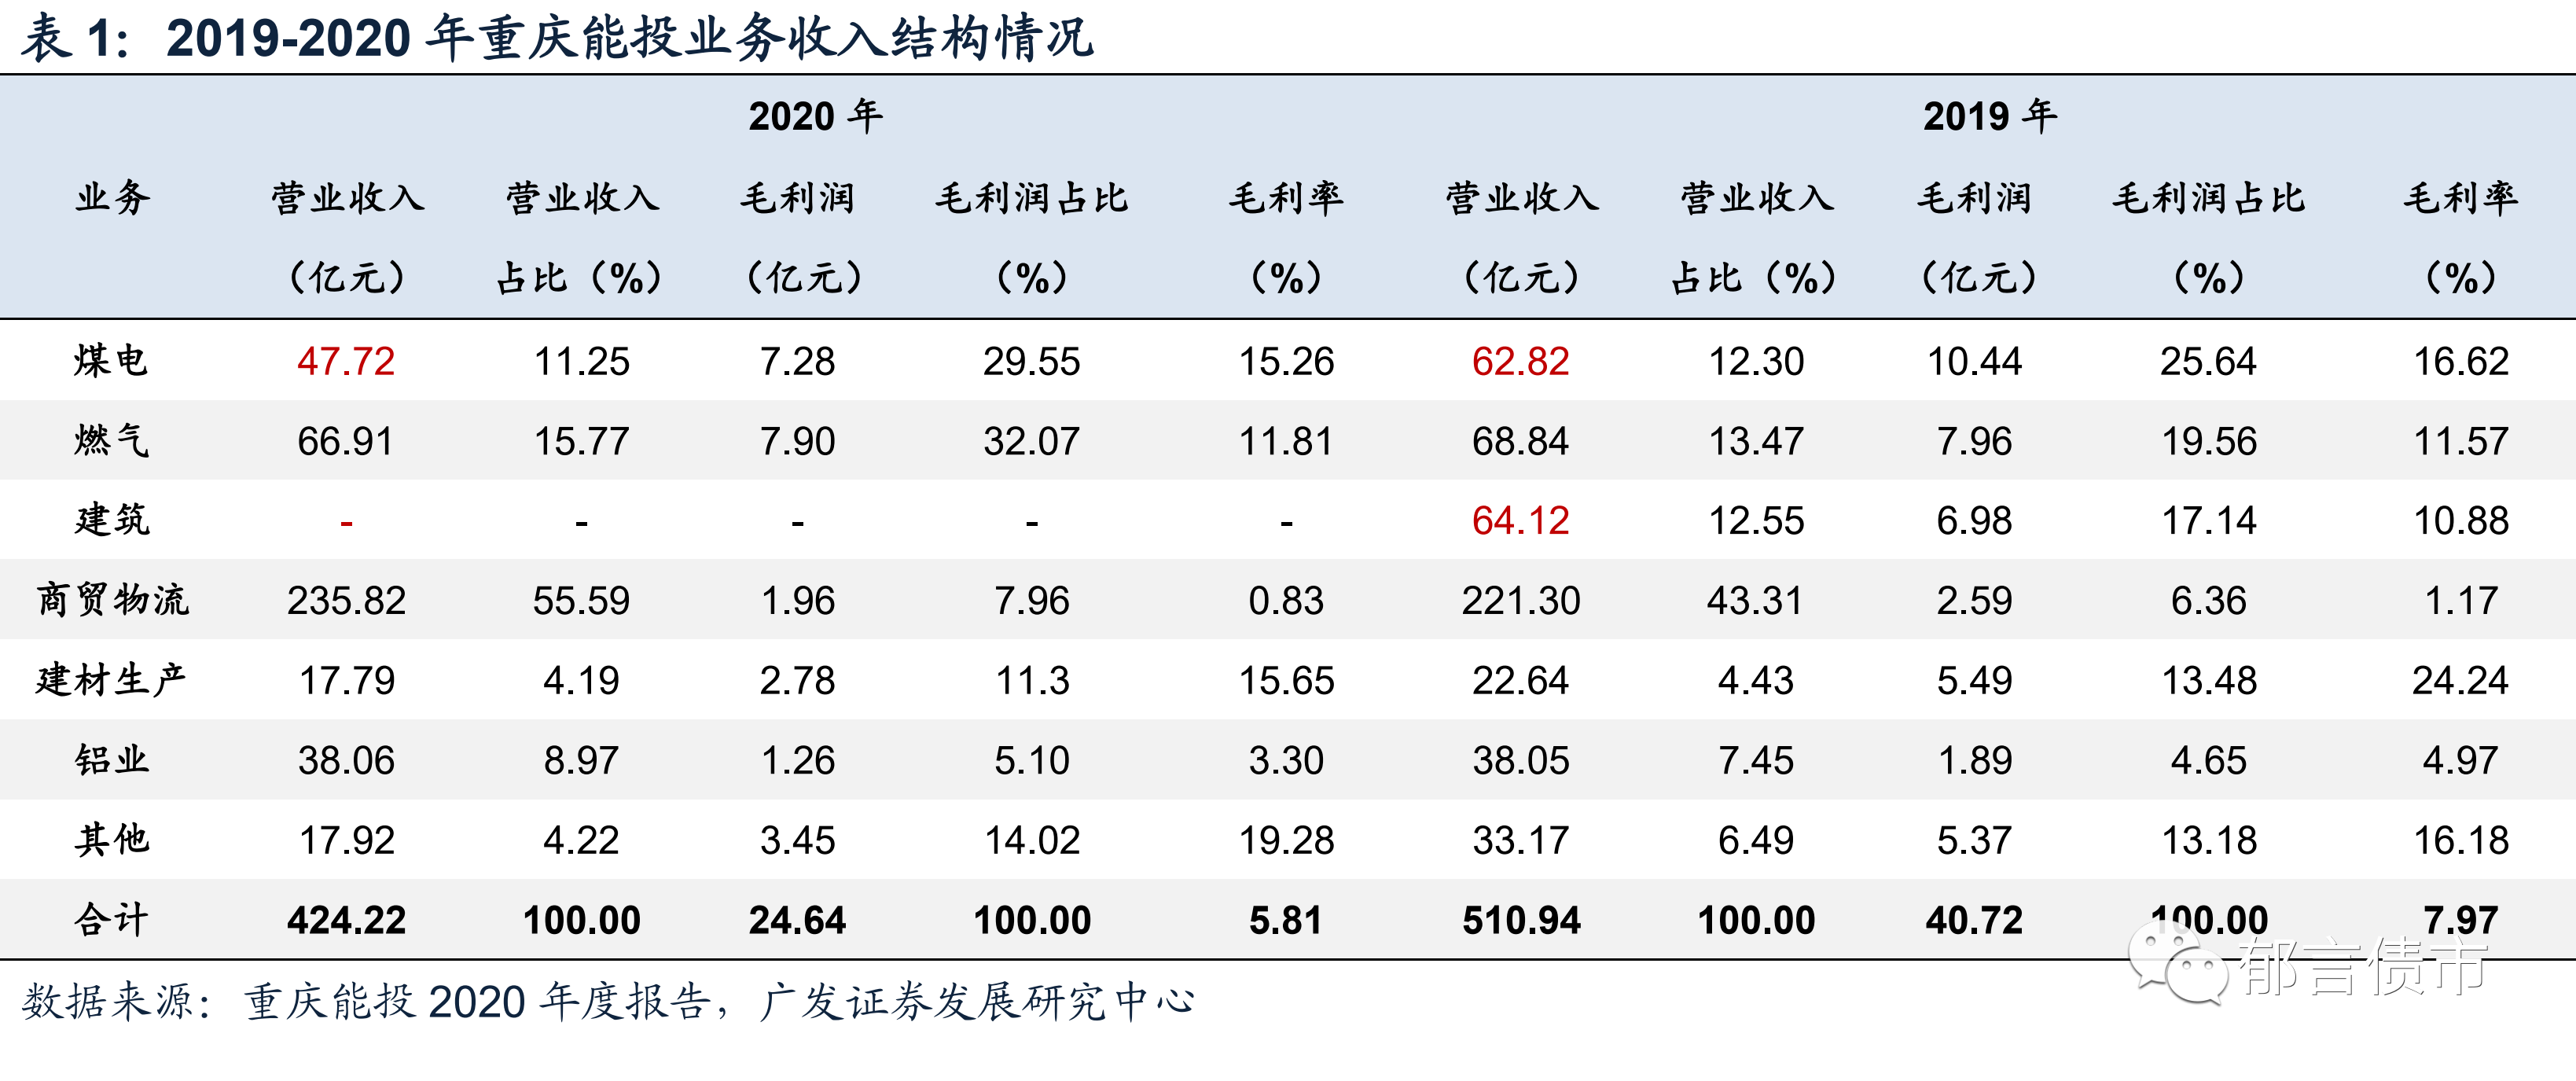 表 1： 2019-2020 年重庆能投业务收入结构情况
2020 年 2019 年
业务 营业收入 营业收入 毛利润 毛利润占比 毛利率 营业收入 营业收入 毛利润 毛利润占比 毛利率
（亿元） 占比（%） （亿元） （%） （%） （亿元） 占比（%） （亿元） （%） （%）
煤电 47.72 11.25 7.28 29.55 15.26 62.82 12.30 10.44 25.64 16.62
燃气 66.91 15.77 7.90 32.07 11.81 68.84 13.47 7.96 19.56 11.57
建筑 - - - - - 64.12 12.55 6.98 17.14 10.88
商贸物流 235.82 55.59 1.96 7.96 0.83 221.30 43.31 2.59 6.36 1.17
建材生产 17.79 4.19 2.78 11.3 15.65 22.64 4.43 5.49 13.48 24.24
铝业 38.06 8.97 1.26 5.10 3.30 38.05 7.45 1.89 4.65 4.97
其他 17.92 4.22 3.45 14.02 19.28 33.17 6.49 5.37 13.18 16.18
合计 424.22 100.00 24.64 100.00 5.81 510.94 100.00 40.72 100.00 7.97
郁言债市
数据来源：重庆能投 2020 年度报告，广发证券发展研究中心